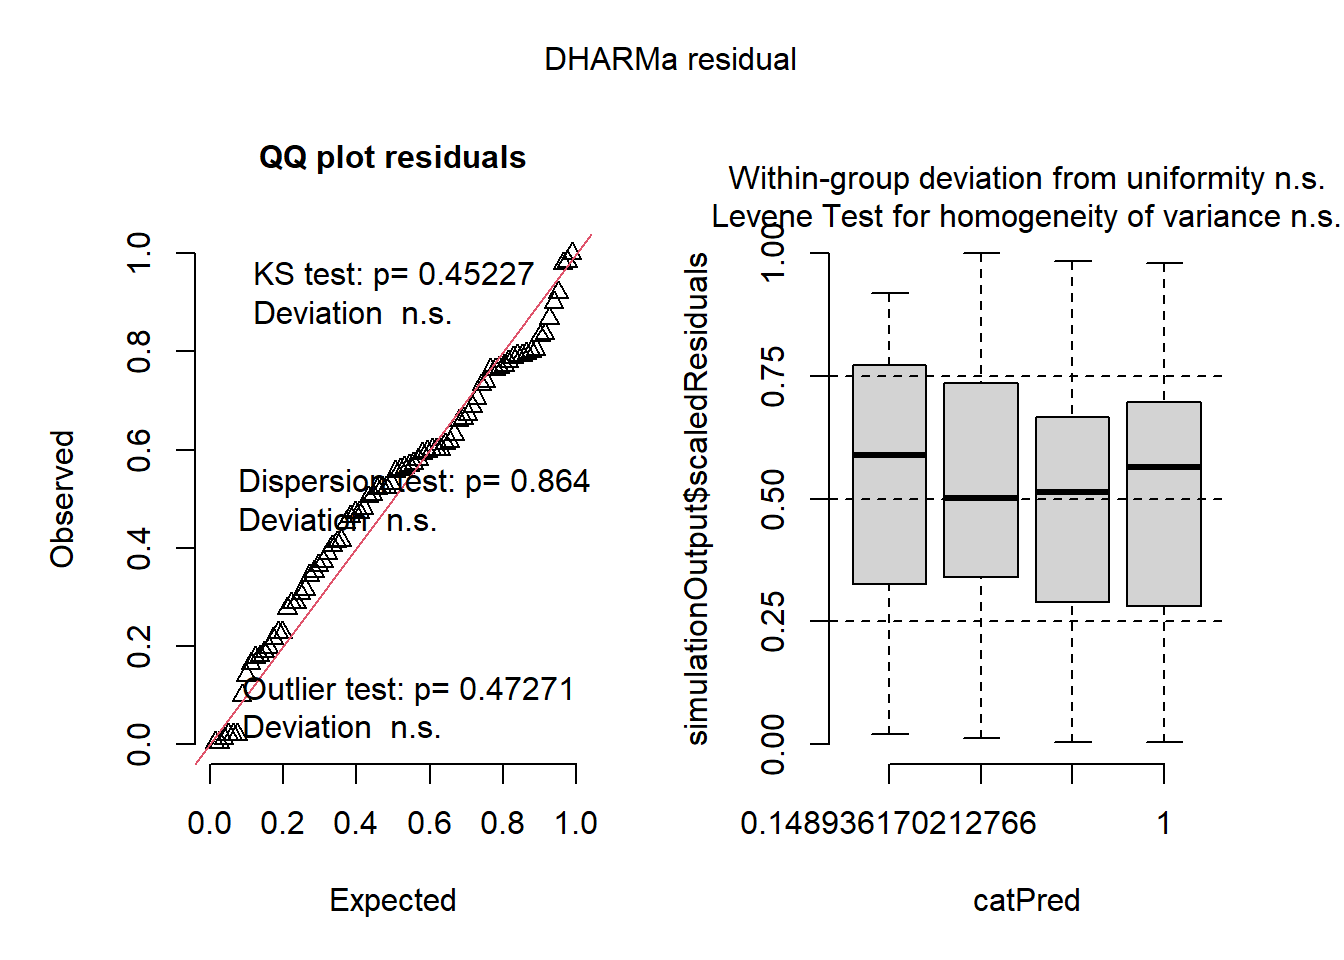 DHARMa residual
QQ plot residuals
KS test: p= 0.45227
Deviation  n.s.
Dispersion test: p= 0.864
Deviation  n.s.
Outlier test: p= 0.47271
Deviation  n.s.
Observed
0.0 0.2 0.4 0.6 0.8 1.0
0.0 0.2 0.4 0.6 0.8 1.0
Expected
Within-group deviation from uniformity n.s.
Levene Test for homogeneity of variance n.s.
simulationOutput$scaledResiduals
0.00 0.25 0.50 0.75 1.00
0.148936170212766 1
catPred